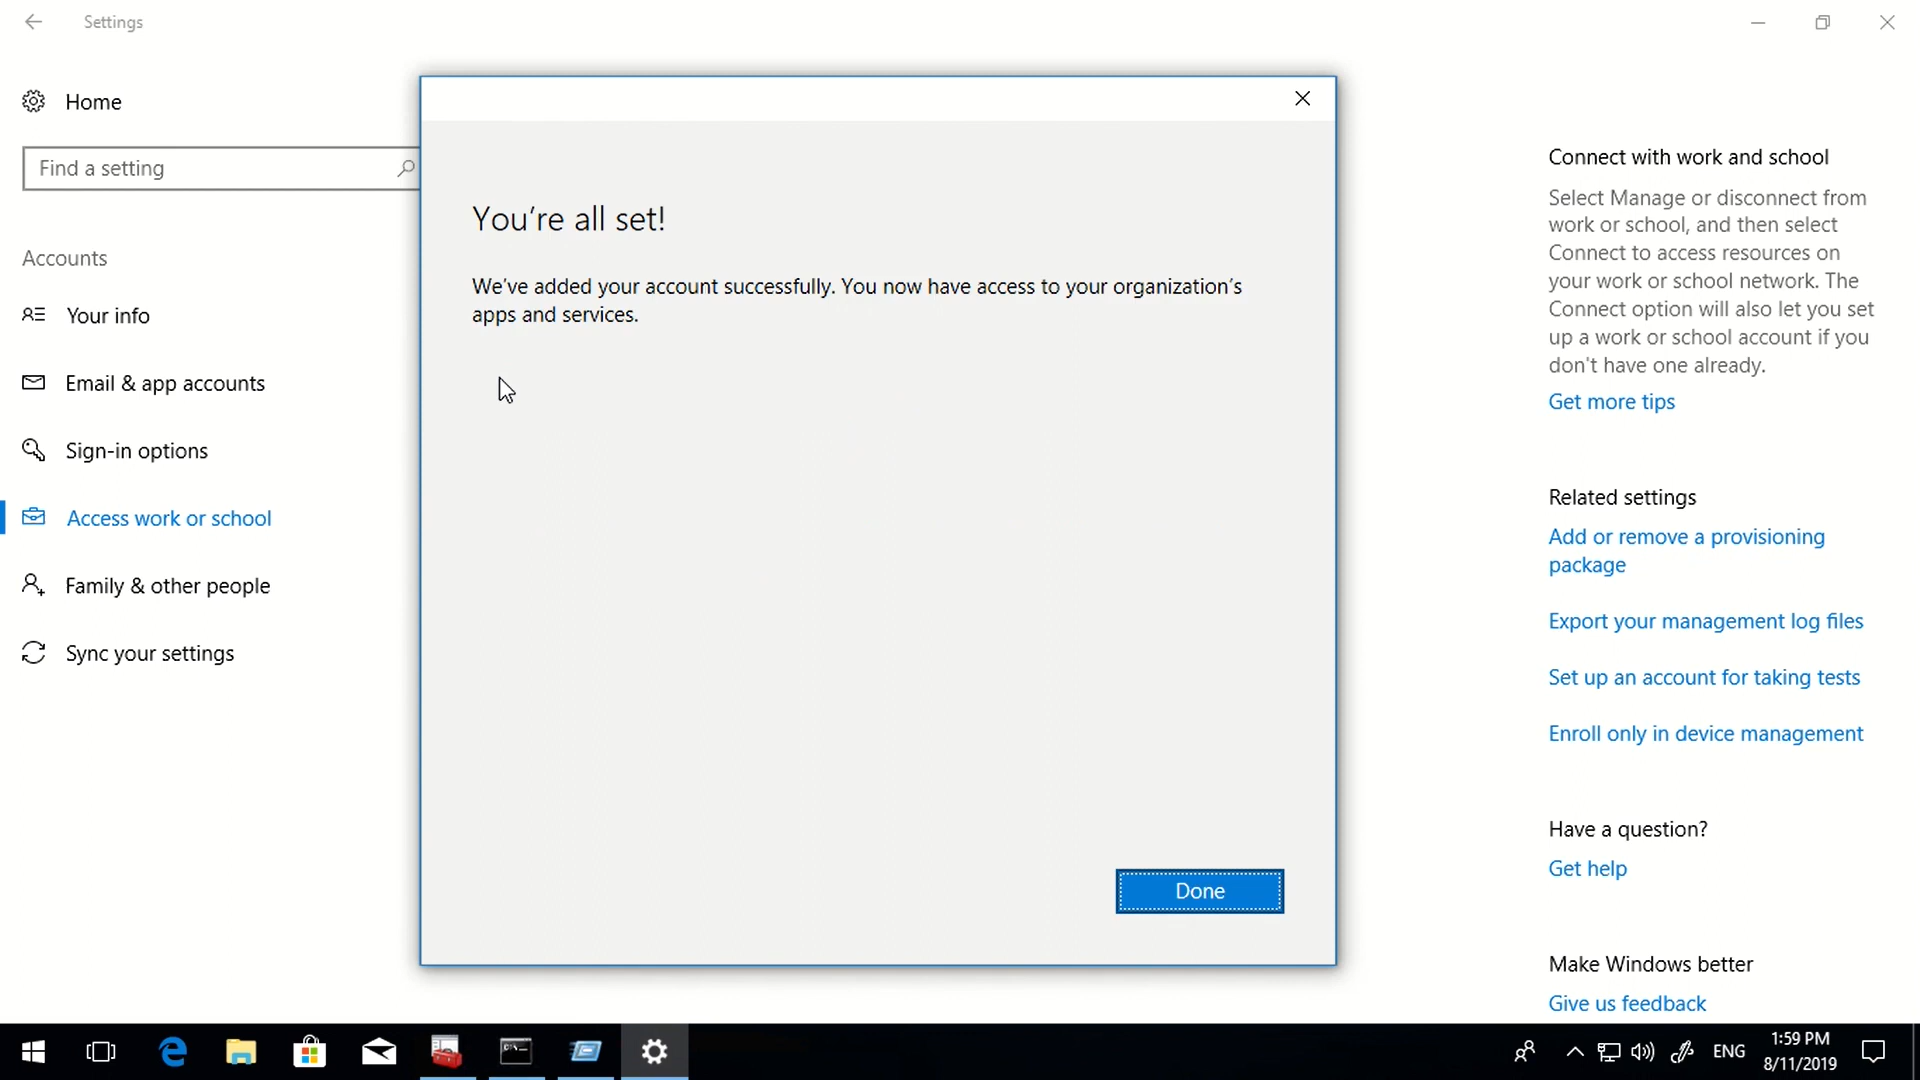 Settings
Home
Find a setting
Accounts
Your info
Email & app accounts
Sign-in options
Access work or school
Family & other people
Sync your settings
You're all set!
We've added your account successfully. You now have access to your organization's
apps and services.
Done
Connect with work and school
Select Manage or disconnect from
work or school, and then select
Connect to access resources on
your work or school network. The
Connect option will also let you set
up a work or school account if you
don't have one already.
Get more tips
Related settings
Add or remove a provisioning
package
Export your management log files
Set up an account for taking tests
Enroll only in device management
Have a question?
Get help
Make Windows better
Give us feedback
ENG
1:59 PM
8/11/2019